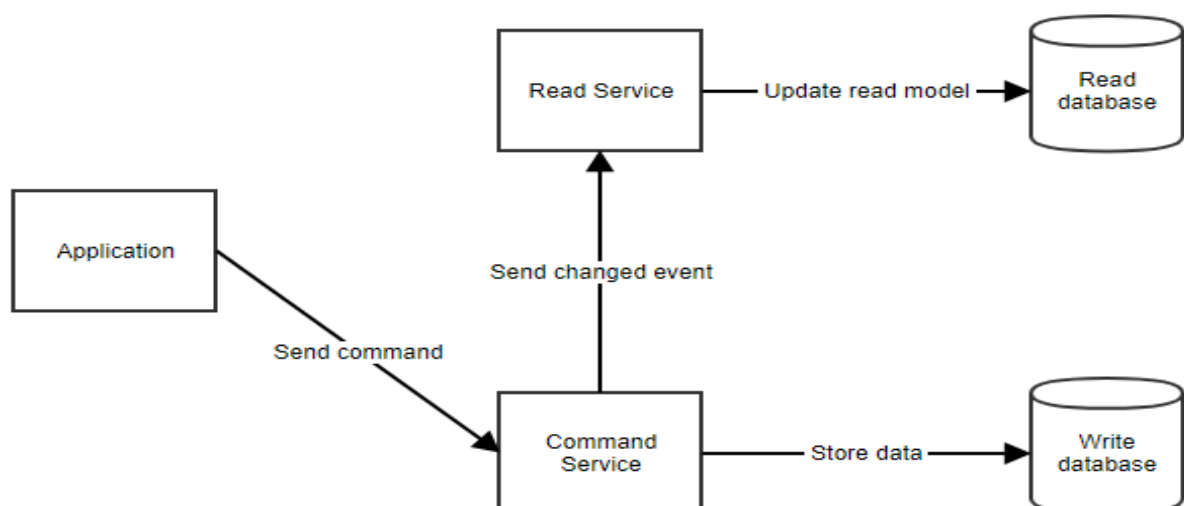 Read Service
Update read model
Read
database
Application
Send changed event
Send command
Command
Service
Store data
Write
database